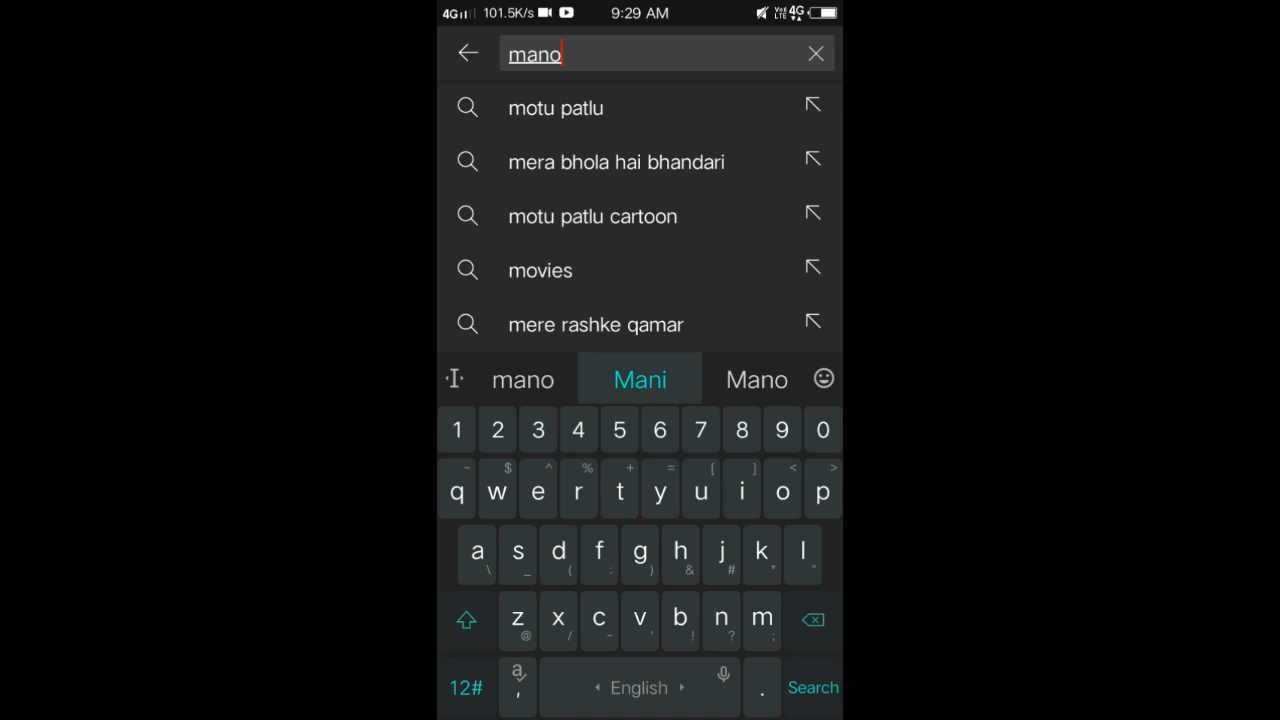 4G 101.5K/s 9:29 AM VoLTE 4G
mano
motu patlu
mera bhola hai bhandari
motu patlu cartoon
movies
mere rashke qamar
mano Mani Mano
1 2 3 4 5 6 7 8 9 0
~ $ ^ % + = [ ] < >
q w e r t y u i o p
a s d f g h j k l
\ _ ( : ) & # * "
z x c v b n m
@ / - ' ! ? ;
12# a , English . Search